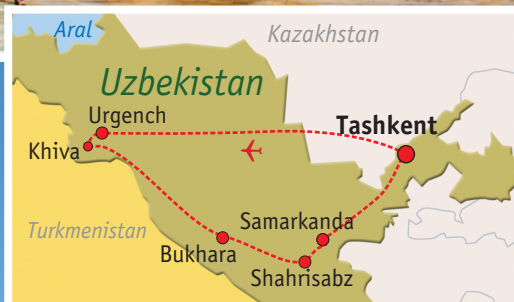 Aral
Kazakhstan
Uzbekistan
Urgench
Tashkent
Khiva
Samarkanda
Turkmenistan
Bukhara
Shahrisabz